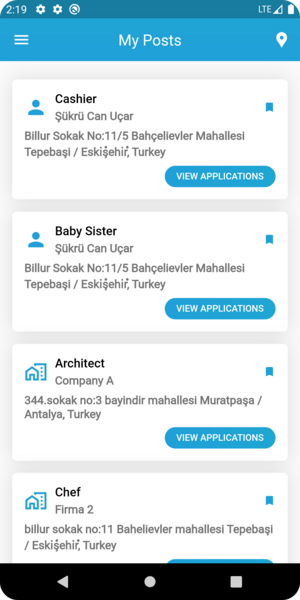 2:19
LTE
My Posts
Cashier
Şükrü Can Uçar
Billur Sokak No:11/5 Bahçelievler Mahallesi
Tepebaşi / Eskişehir, Turkey
VIEW APPLICATIONS
Baby Sister
Şükrü Can Uçar
Billur Sokak No:11/5 Bahçelievler Mahallesi
Tepebaşi / Eskişehir, Turkey
VIEW APPLICATIONS
Architect
Company A
344.sokak no:3 bayindir mahallesi Muratpaşa /
Antalya, Turkey
VIEW APPLICATIONS
Chef
Firma 2
billur sokak no:11 Bahelievler mahallesi Tepebaşi
/ Eskişehir, Turkey